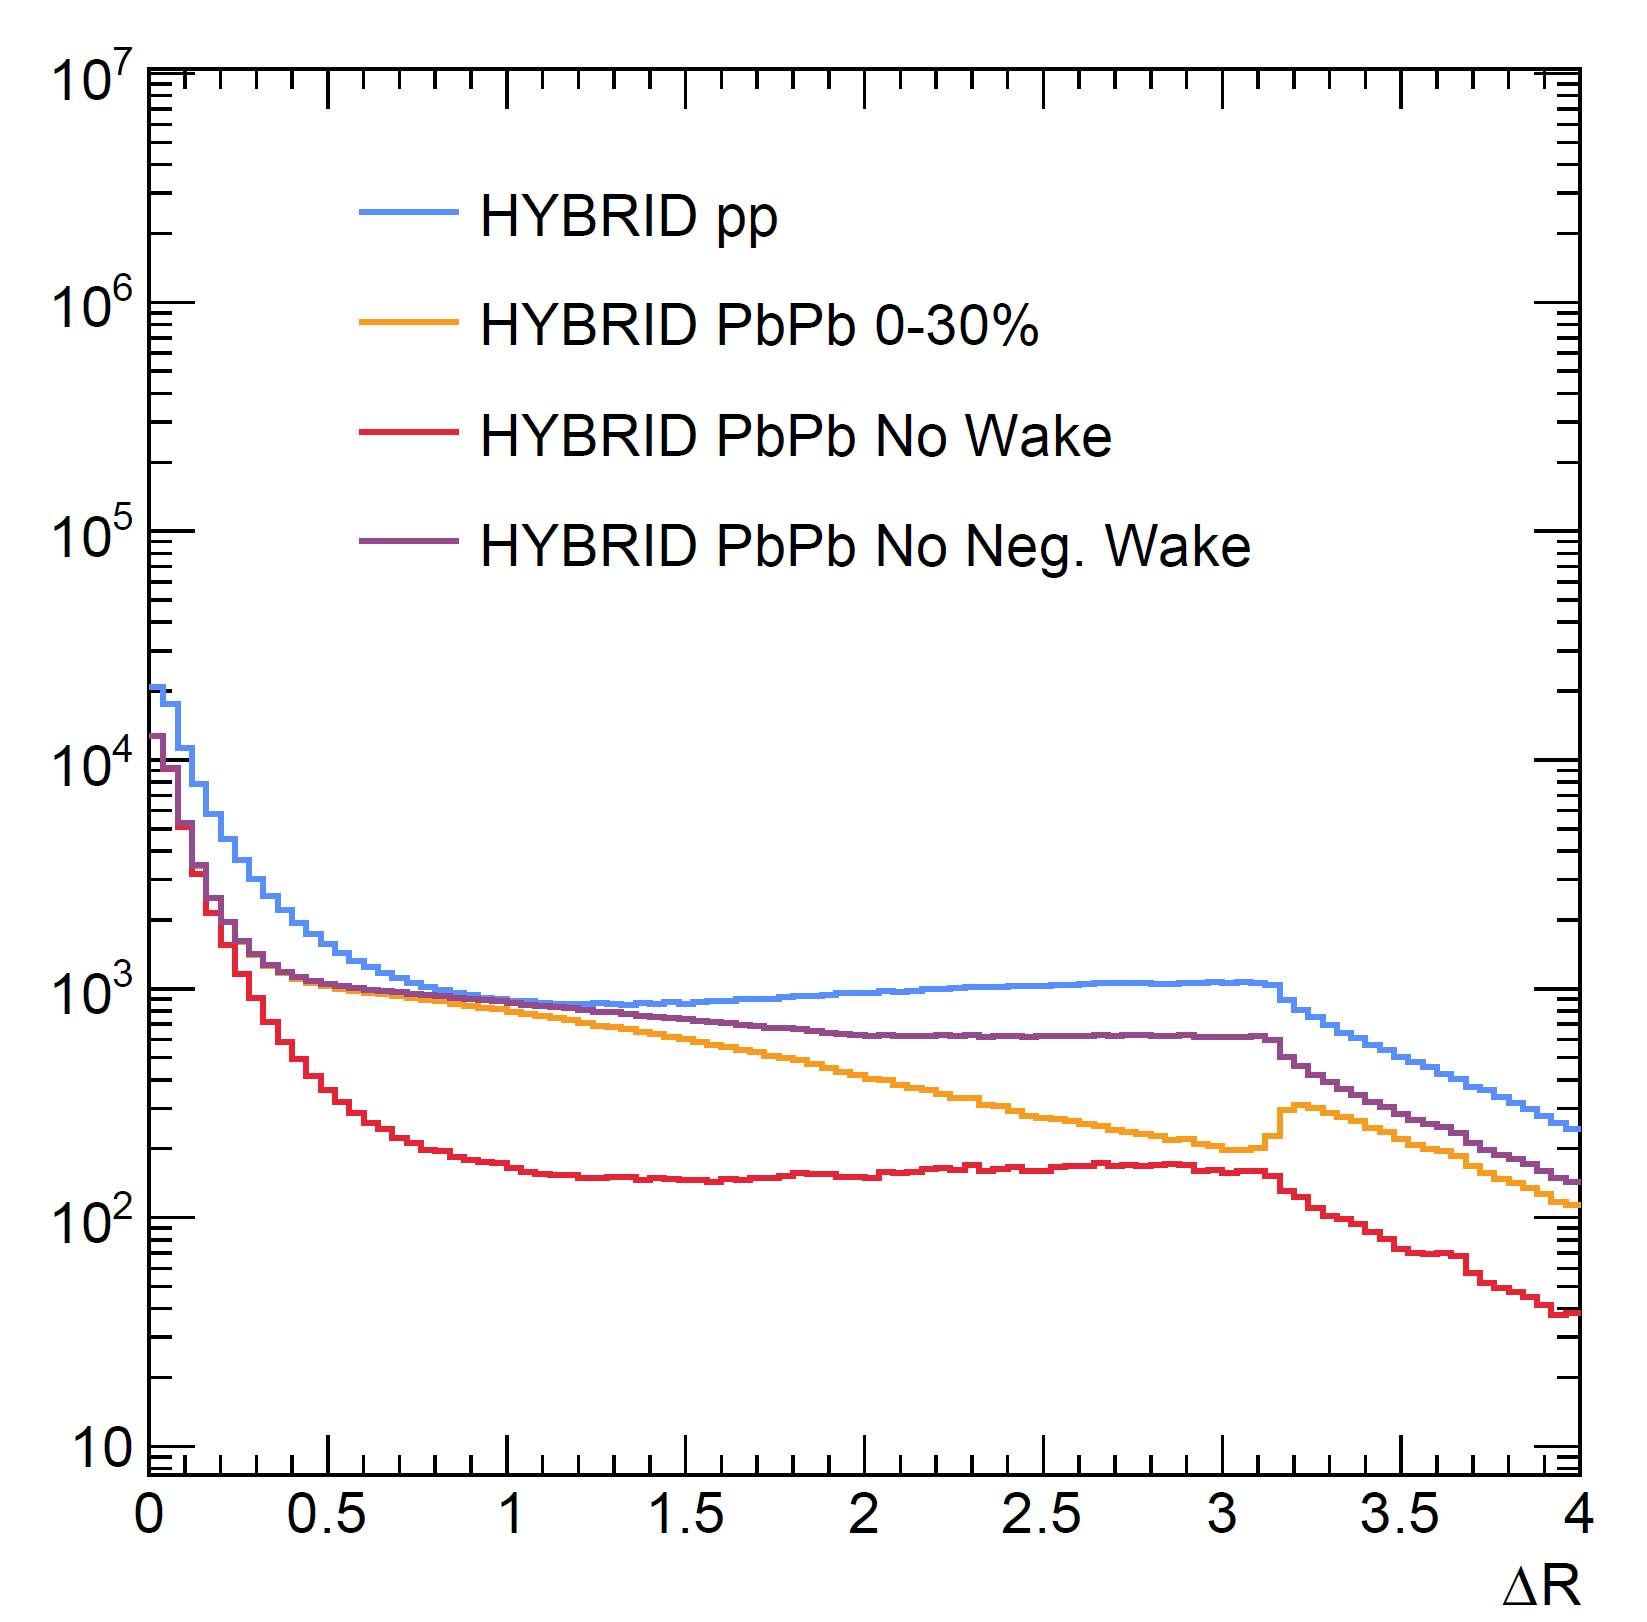 10^7
HYBRID pp
10^6
HYBRID PbPb 0-30%
HYBRID PbPb No Wake
10^5
HYBRID PbPb No Neg. Wake
10^4
10^3
10^2
10
0 0.5 1 1.5 2 2.5 3 3.5 4
ΔR